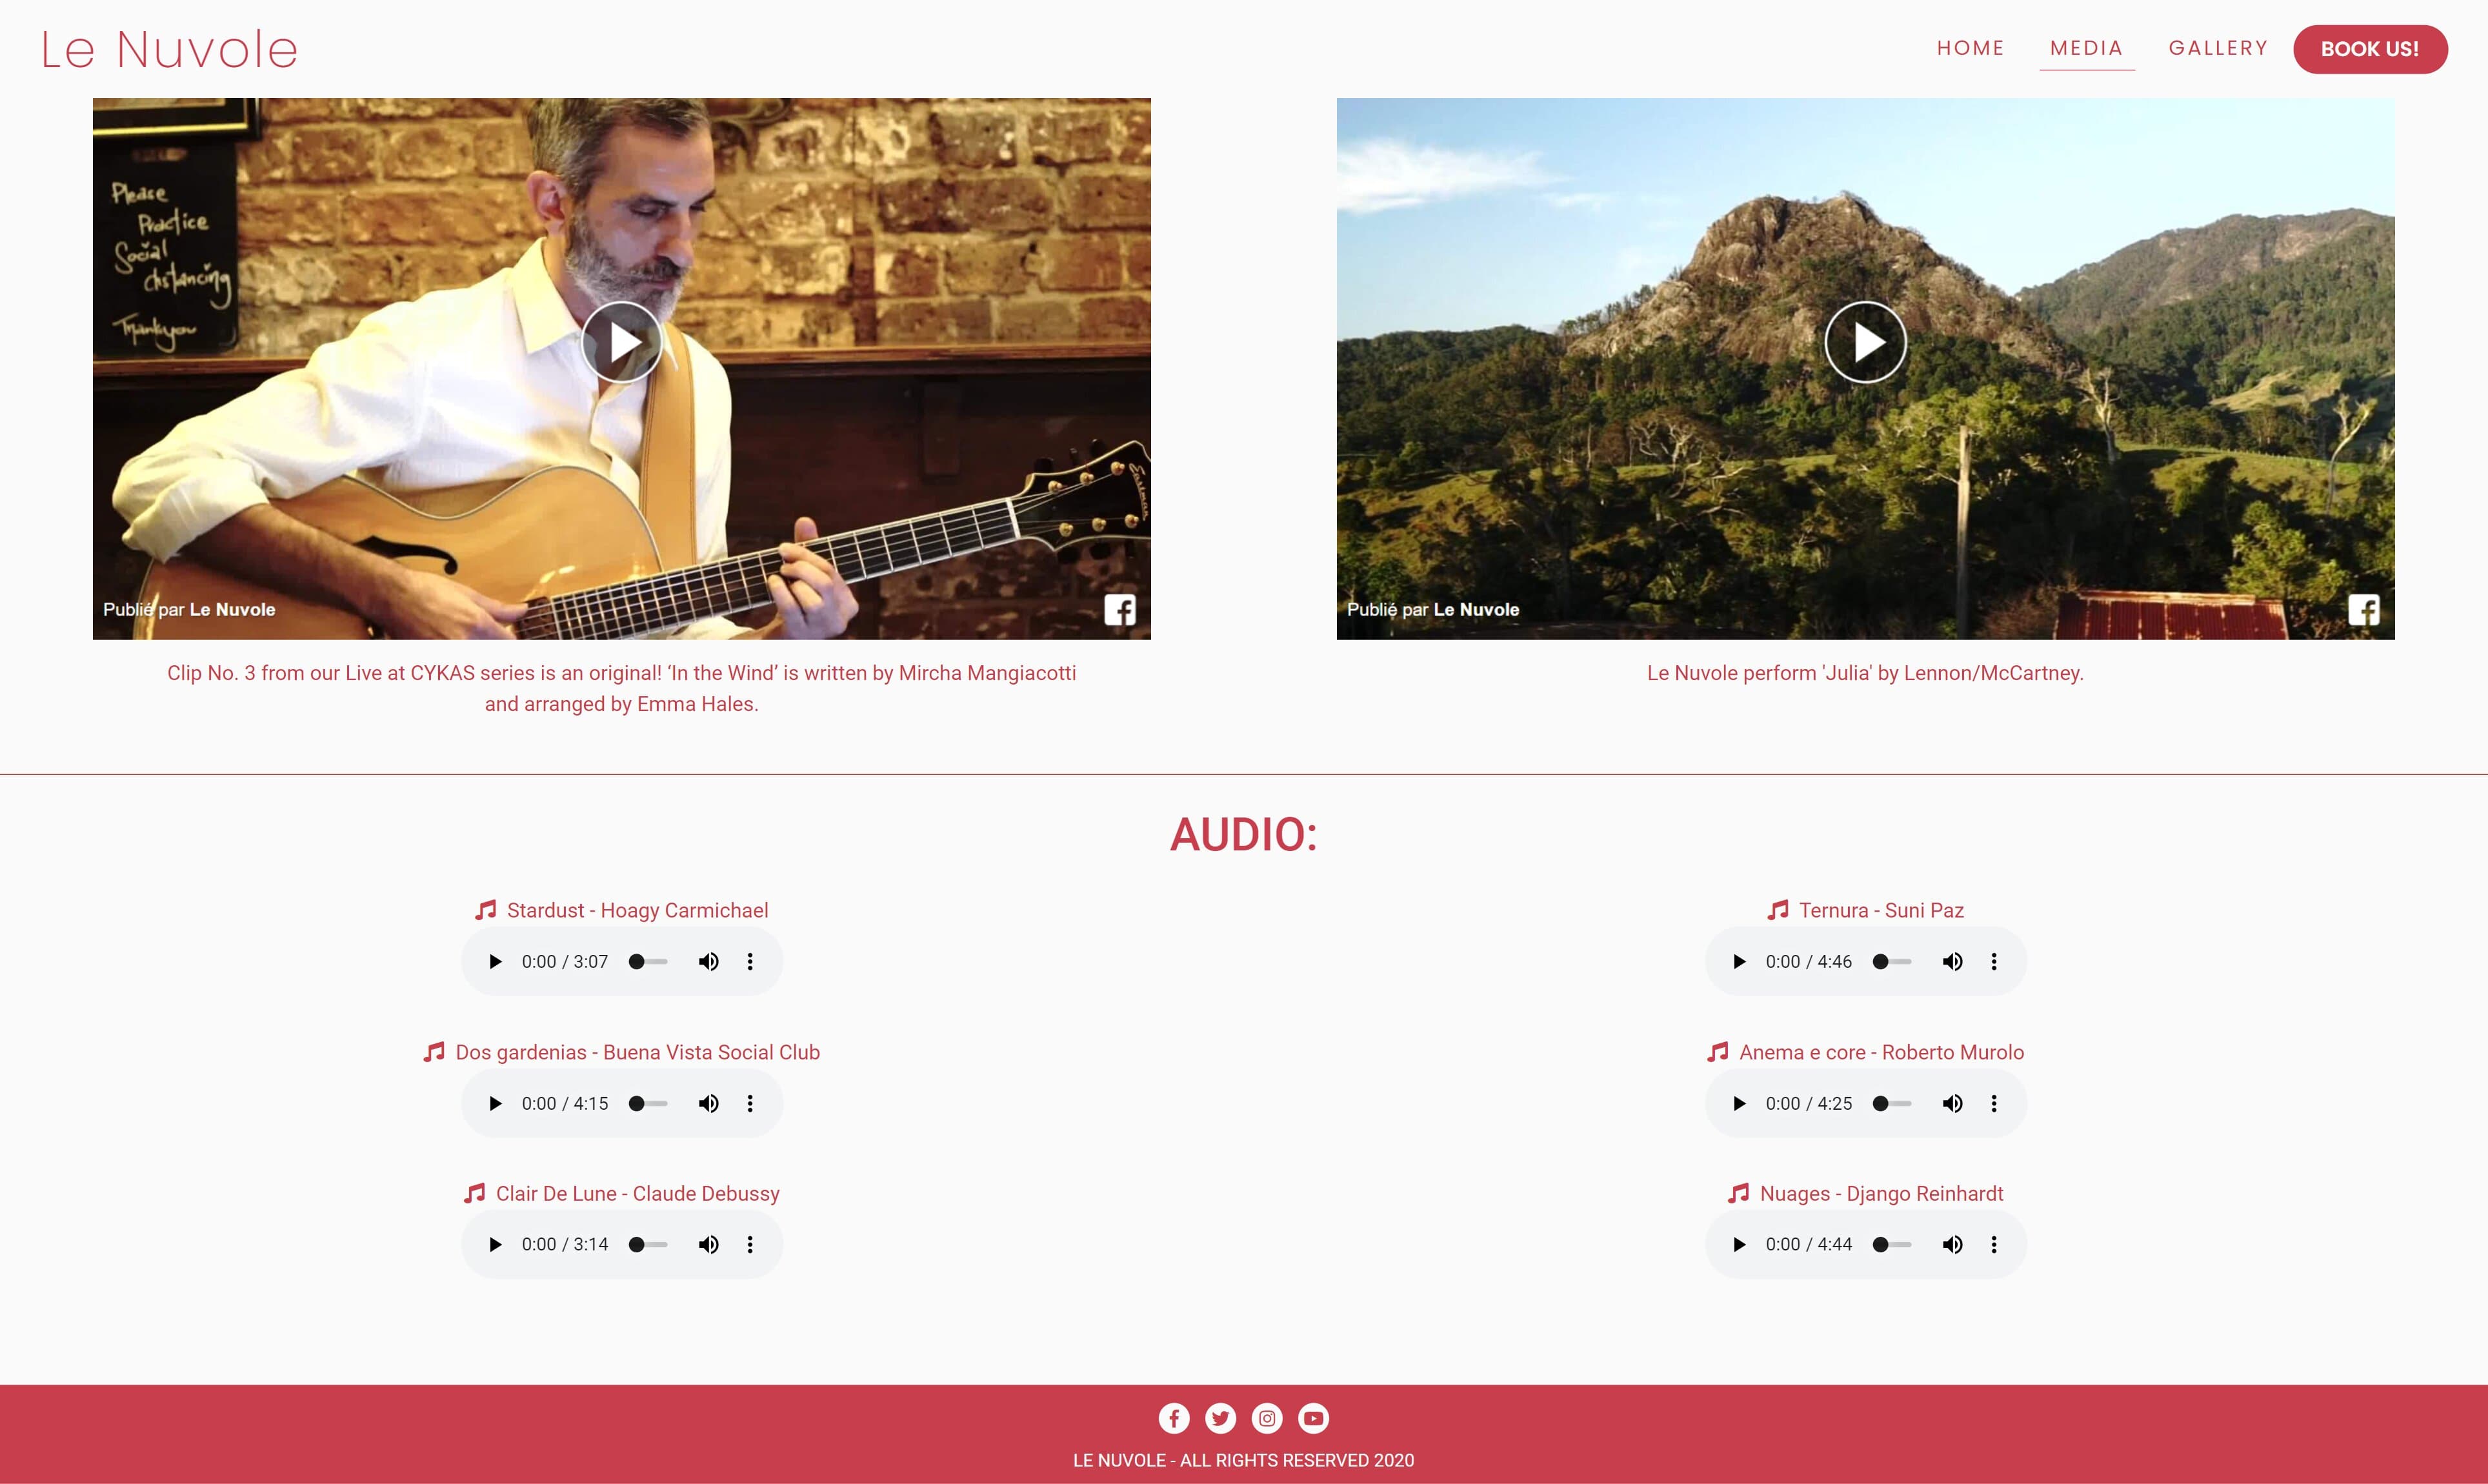 Le Nuvole
HOME MEDIA GALLERY BOOK US!
Please
Practice
Social
distancing
Thankyou
Eastman
Publié par Le Nuvole
Publié par Le Nuvole
Clip No. 3 from our Live at CYKAS series is an original! ‘In the Wind’ is written by Mircha Mangiacotti
and arranged by Emma Hales.
Le Nuvole perform 'Julia' by Lennon/McCartney.
AUDIO:
Stardust - Hoagy Carmichael
0:00 / 3:07
Ternura - Suni Paz
0:00 / 4:46
Dos gardenias - Buena Vista Social Club
0:00 / 4:15
Anema e core - Roberto Murolo
0:00 / 4:25
Clair De Lune - Claude Debussy
0:00 / 3:14
Nuages - Django Reinhardt
0:00 / 4:44
LE NUVOLE - ALL RIGHTS RESERVED 2020